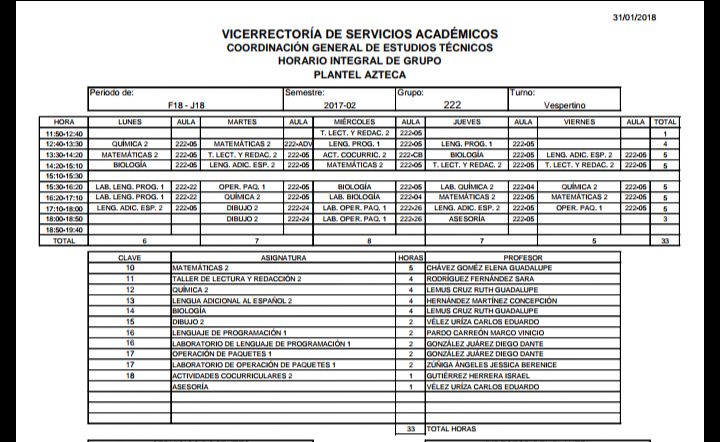 31/01/2018
VICERRECTORÍA DE SERVICIOS ACADÉMICOS
COORDINACIÓN GENERAL DE ESTUDIOS TÉCNICOS
HORARIO INTEGRAL DE GRUPO
PLANTEL AZTECA
Periodo de: Semestre: Grupo: Turno:
F18 - J18 2017-02 222 Vespertino
HORA LUNES AULA MARTES AULA MIÉRCOLES AULA JUEVES AULA VIERNES AULA TOTAL
11:50-12:40 T. LECT. Y REDAC. 2 222-05 1
12:40-13:30 QUÍMICA 2 222-05 MATEMÁTICAS 2 222-ADV LENG. PROG. 1 222-05 LENG. PROG. 1 222-05 4
13:30-14:20 MATEMÁTICAS 2 222-05 T. LECT. Y REDAC. 2 222-05 ACT. COCURRIC. 2 222-CB BIOLOGÍA 222-05 LENG. ADIC. ESP. 2 222-05 5
14:20-15:10 BIOLOGÍA 222-05 LENG. ADIC. ESP. 2 222-05 MATEMÁTICAS 2 222-05 T. LECT. Y REDAC. 2 222-05 T. LECT. Y REDAC. 2 222-05 5
15:10-15:30
15:30-16:20 LAB. LENG. PROG. 1 222-22 OPER. PAQ. 1 222-05 BIOLOGÍA 222-05 LAB. QUÍMICA 2 222-04 QUÍMICA 2 222-05 5
16:20-17:10 LAB. LENG. PROG. 1 222-22 QUÍMICA 2 222-05 LAB. BIOLOGÍA 222-04 MATEMÁTICAS 2 222-05 MATEMÁTICAS 2 222-05 5
17:10-18:00 LENG. ADIC. ESP. 2 222-05 DIBUJO 2 222-24 LAB. OPER. PAQ. 1 222-26 LENG. ADIC. ESP. 2 222-05 OPER. PAQ. 1 222-05 5
18:00-18:50 DIBUJO 2 222-24 LAB. OPER. PAQ. 1 222-26 ASESORÍA 222-05 3
18:50-19:40
TOTAL 6 7 8 7 5 33
CLAVE ASIGNATURA HORAS PROFESOR
10 MATEMÁTICAS 2 5 CHÁVEZ GOMÉZ ELENA GUADALUPE
11 TALLER DE LECTURA Y REDACCIÓN 2 4 RODRÍGUEZ FERNÁNDEZ SARA
12 QUÍMICA 2 4 LEMUS CRUZ RUTH GUADALUPE
13 LENGUA ADICIONAL AL ESPAÑOL 2 4 HERNÁNDEZ MARTÍNEZ CONCEPCIÓN
14 BIOLOGÍA 4 LEMUS CRUZ RUTH GUADALUPE
15 DIBUJO 2 2 VÉLEZ URÍZA CARLOS EDUARDO
16 LENGUAJE DE PROGRAMACIÓN 1 2 PARDO CARREÓN MARCO VINICIO
16 LABORATORIO DE LENGUAJE DE PROGRAMACIÓN 1 2 GONZÁLEZ JUÁREZ DIEGO DANTE
17 OPERACIÓN DE PAQUETES 1 2 GONZÁLEZ JUÁREZ DIEGO DANTE
17 LABORATORIO DE OPERACIÓN DE PAQUETES 1 2 ZÚÑIGA ÁNGELES JESSICA BERENICE
18 ACTIVIDADES COCURRICULARES 2 1 GUTIÉRREZ HERRERA ISRAEL
ASESORÍA 1 VÉLEZ URÍZA CARLOS EDUARDO
33 TOTAL HORAS